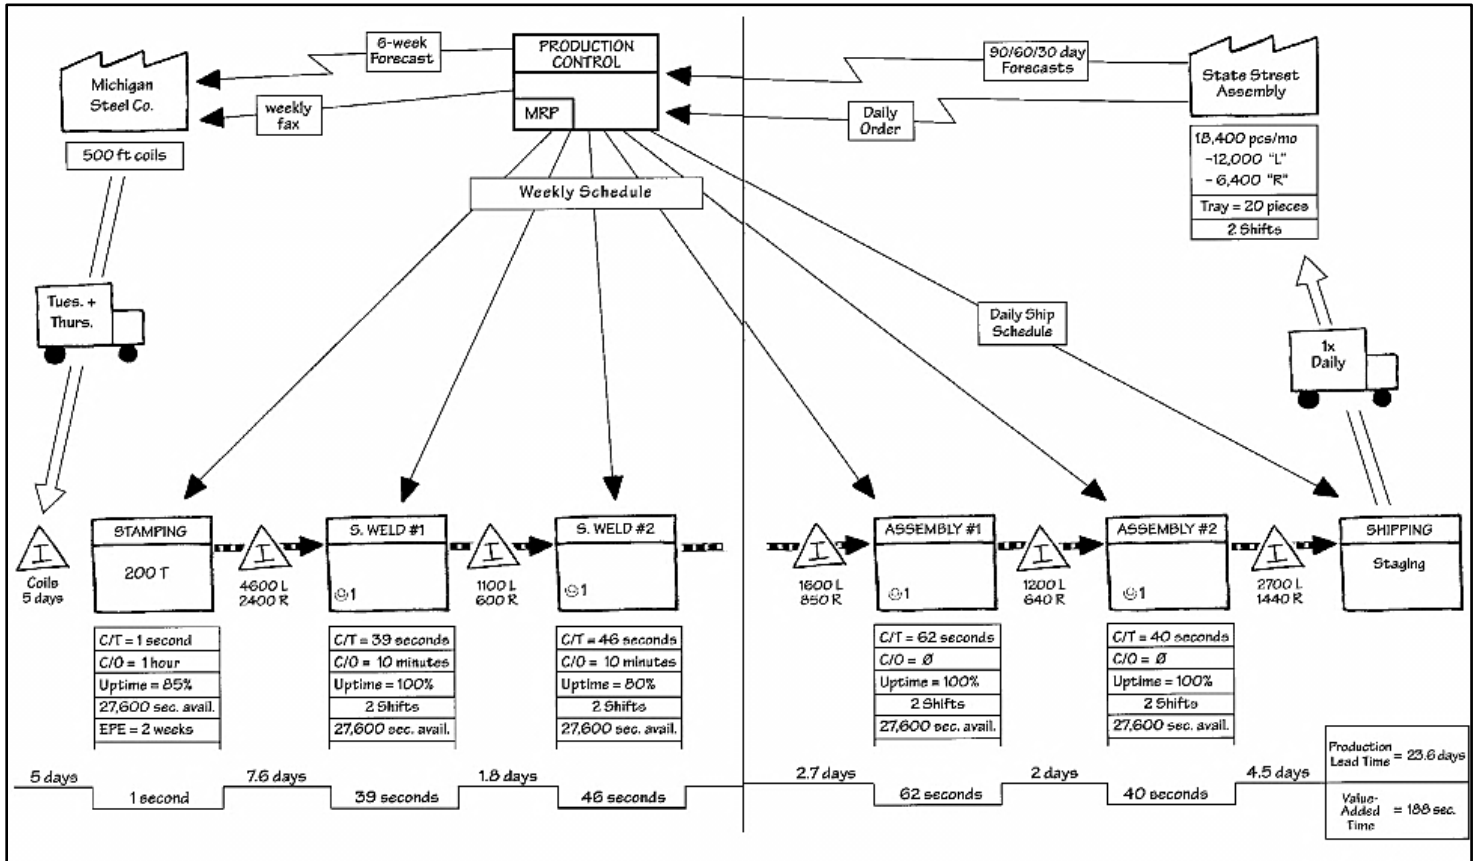 Michigan
Steel Co.
500 ft coils
6-week
Forecast
weekly
fax
PRODUCTION
CONTROL
MRP
90/60/30 day
Forecasts
Daily
Order
State Street
Assembly
18,400 pcs/mo
-12,000 "L"
- 6,400 "R"
Tray = 20 pieces
2 Shifts
Weekly Schedule
Tues. +
Thurs.
Daily Ship
Schedule
1x
Daily
I
Coils
5 days
STAMPING
200 T
I
4600 L
2400 R
S. WELD #1
1
I
1100 L
600 R
S. WELD #2
1
I
1600 L
850 R
ASSEMBLY #1
1
I
1200 L
640 R
ASSEMBLY #2
1
I
2700 L
1440 R
SHIPPING
Staging
C/T = 1 second
C/O = 1 hour
Uptime = 85%
27,600 sec. avail.
EPE = 2 weeks
C/T = 39 seconds
C/O = 10 minutes
Uptime = 100%
2 Shifts
27,600 sec. avail.
C/T = 46 seconds
C/O = 10 minutes
Uptime = 80%
2 Shifts
27,600 sec. avail.
C/T = 62 seconds
C/O = Ø
Uptime = 100%
2 Shifts
27,600 sec. avail.
C/T = 40 seconds
C/O = Ø
Uptime = 100%
2 Shifts
27,600 sec. avail.
5 days
1 second
7.6 days
39 seconds
1.8 days
46 seconds
2.7 days
62 seconds
2 days
40 seconds
4.5 days
Production
Lead Time = 23.6 days
Value-
Added = 188 sec.
Time